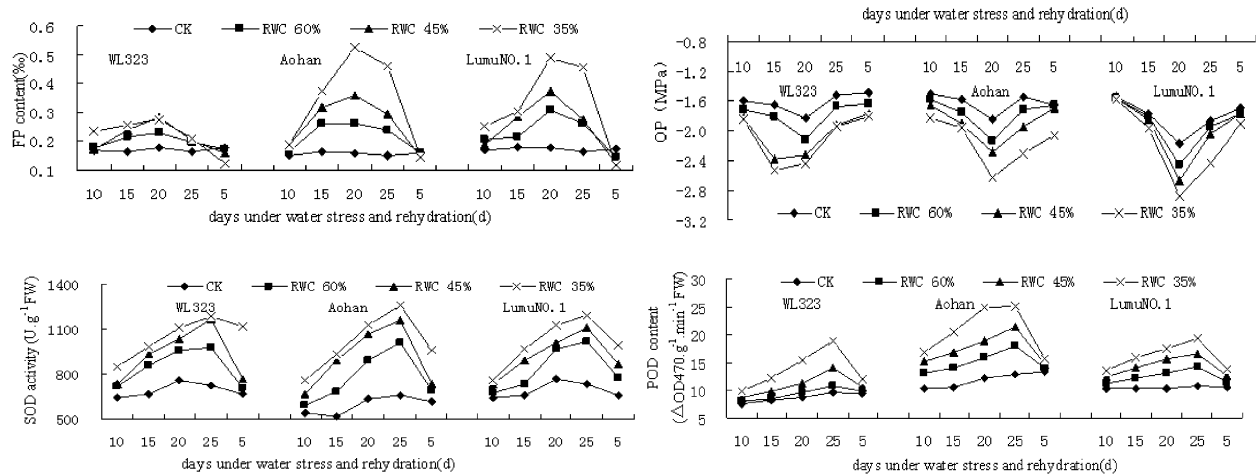 CK RWC 60% RWC 45% RWC 35%
WL323 Aohan LumuNO.1
FP content(‰)
0.6
0.5
0.4
0.3
0.2
0.1
10 15 20 25 5 10 15 20 25 5 10 15 20 25 5
days under water stress and rehydration(d)
days under water stress and rehydration(d)
OP (MPa)
-0.8
-1.2
-1.6
-2.0
-2.4
-2.8
-3.2
10 15 20 25 5 10 15 20 25 5 10 15 20 25 5
WL323 Aohan LumuNO.1
CK RWC 60% RWC 45% RWC 35%
CK RWC 60% RWC 45% RWC 35%
WL323 Aohan LumuNO.1
SOD activity (U.g⁻¹FW)
1400
1100
800
500
10 15 20 25 5 10 15 20 25 5 10 15 20 25 5
days under water stress and rehydration(d)
CK RWC 60% RWC 45% RWC 35%
WL323 Aohan LumuNO.1
POD content
(△OD470.g⁻¹.min⁻¹ FW)
30
25
20
15
10
5
10 15 20 25 5 10 15 20 25 5 10 15 20 25 5
days under water stress and rehydration(d)